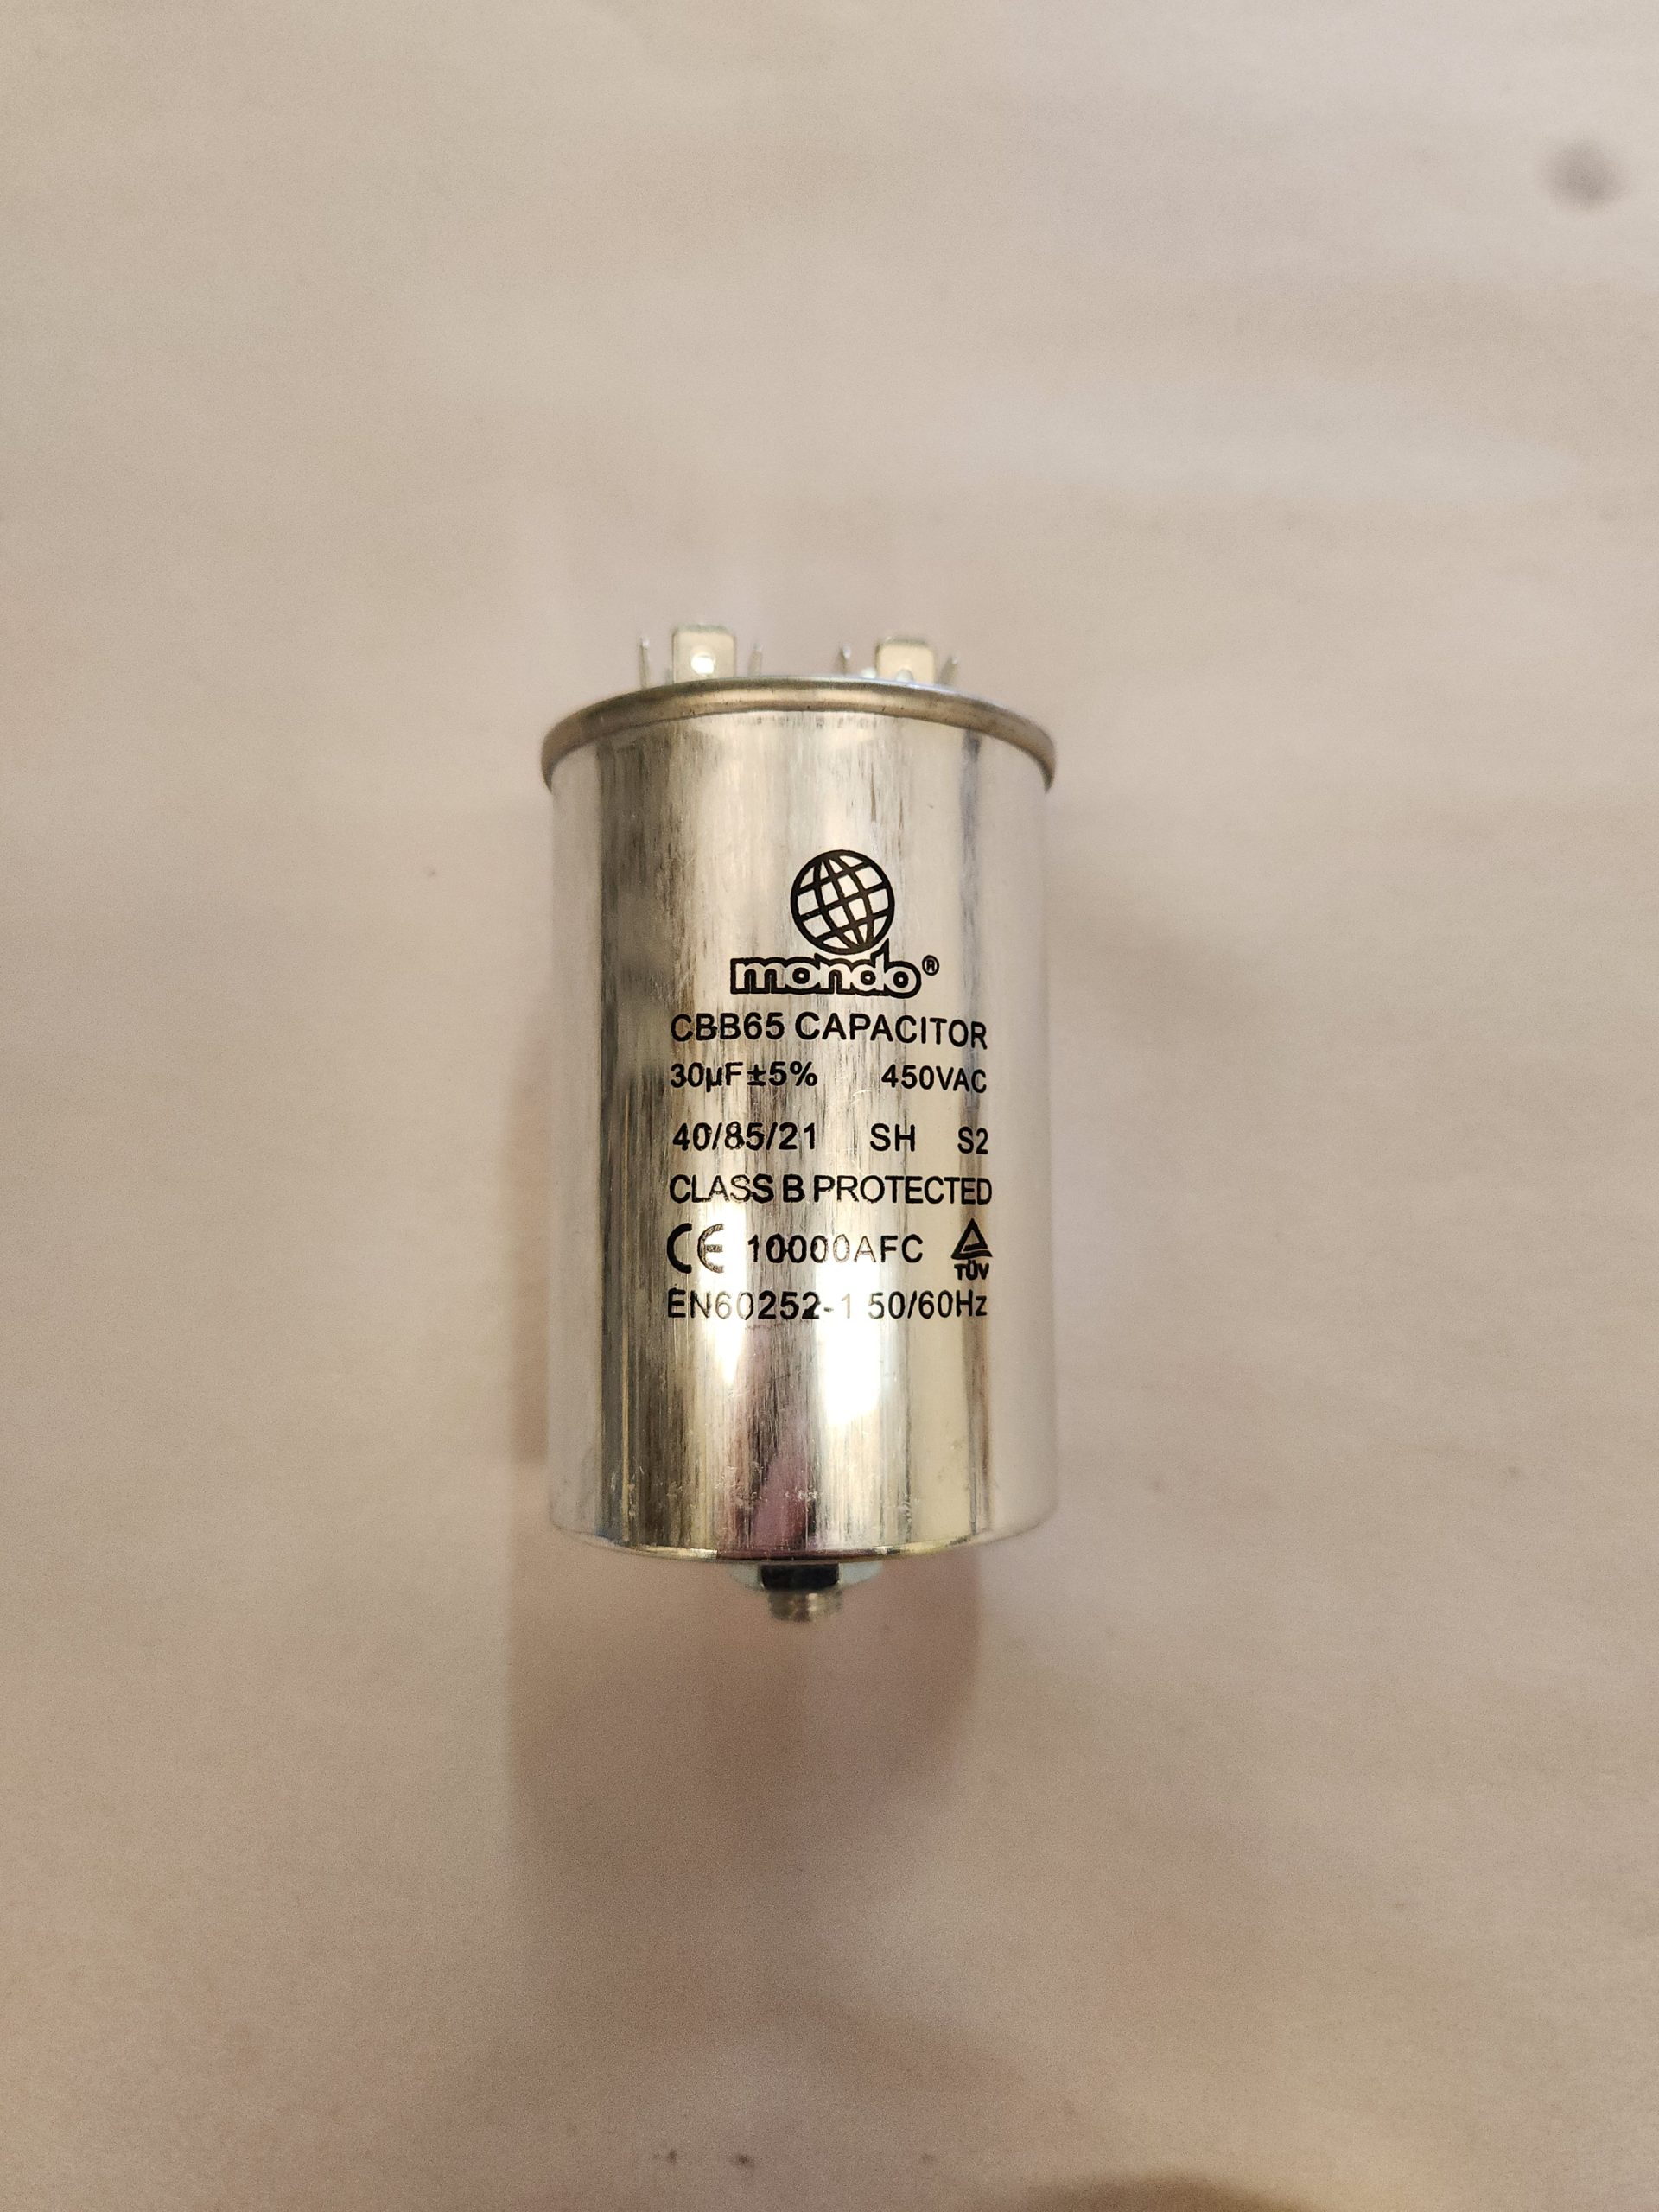 mondo®
CBB65 CAPACITOR
30µF±5% 450VAC
40/85/21 SH S2
CLASS B PROTECTED
CE 10000AFC TÜV
EN60252-1 50/60Hz